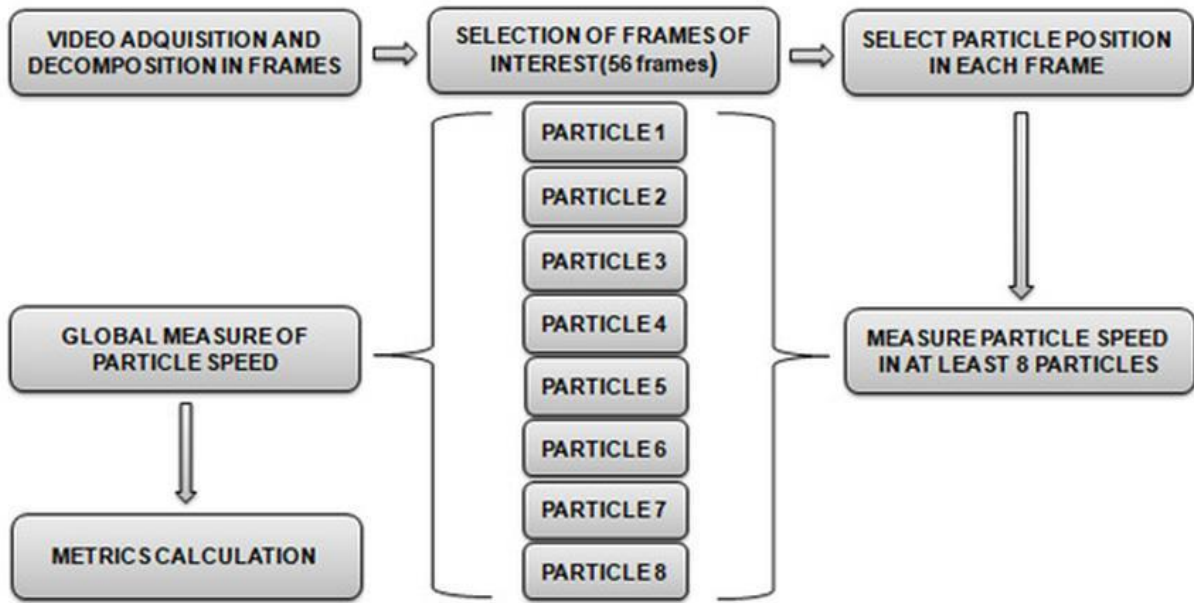 VIDEO ADQUISITION AND
DECOMPOSITION IN FRAMES
SELECTION OF FRAMES OF
INTEREST(56 frames)
SELECT PARTICLE POSITION
IN EACH FRAME
PARTICLE 1
PARTICLE 2
PARTICLE 3
PARTICLE 4
PARTICLE 5
PARTICLE 6
PARTICLE 7
PARTICLE 8
MEASURE PARTICLE SPEED
IN AT LEAST 8 PARTICLES
GLOBAL MEASURE OF
PARTICLE SPEED
METRICS CALCULATION